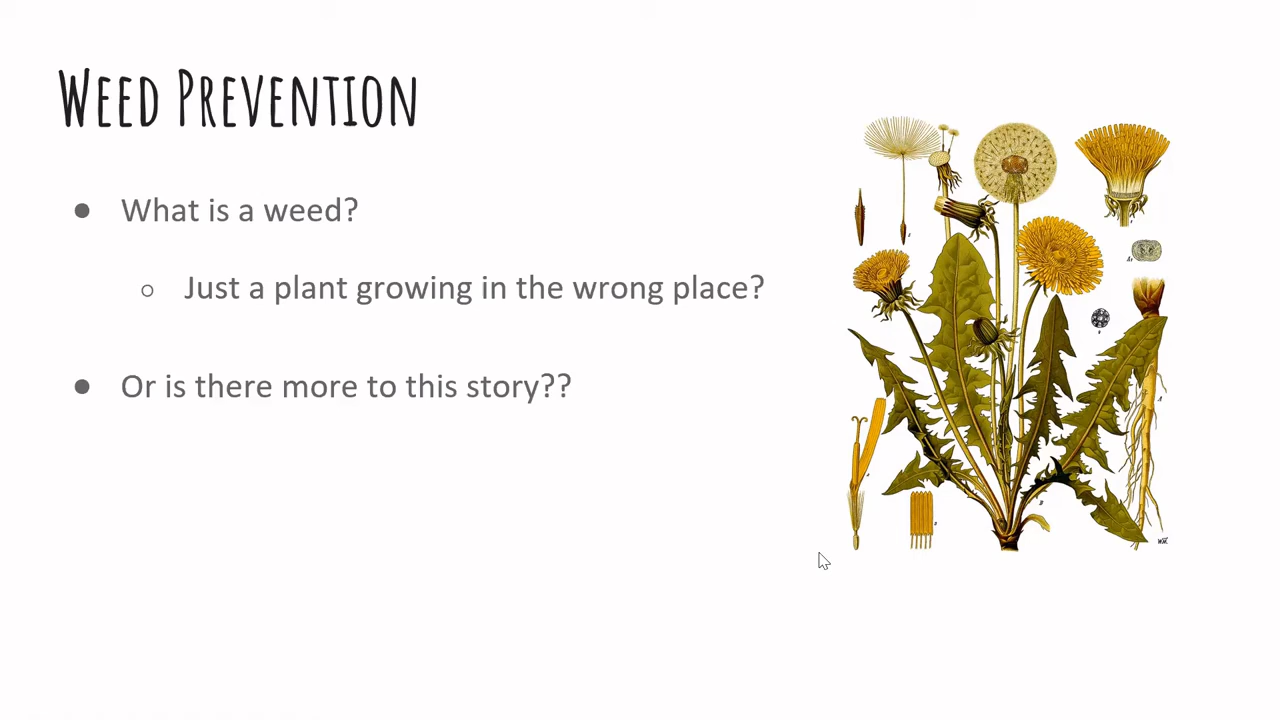 Weed Prevention
● What is a weed?
○ Just a plant growing in the wrong place?
● Or is there more to this story??